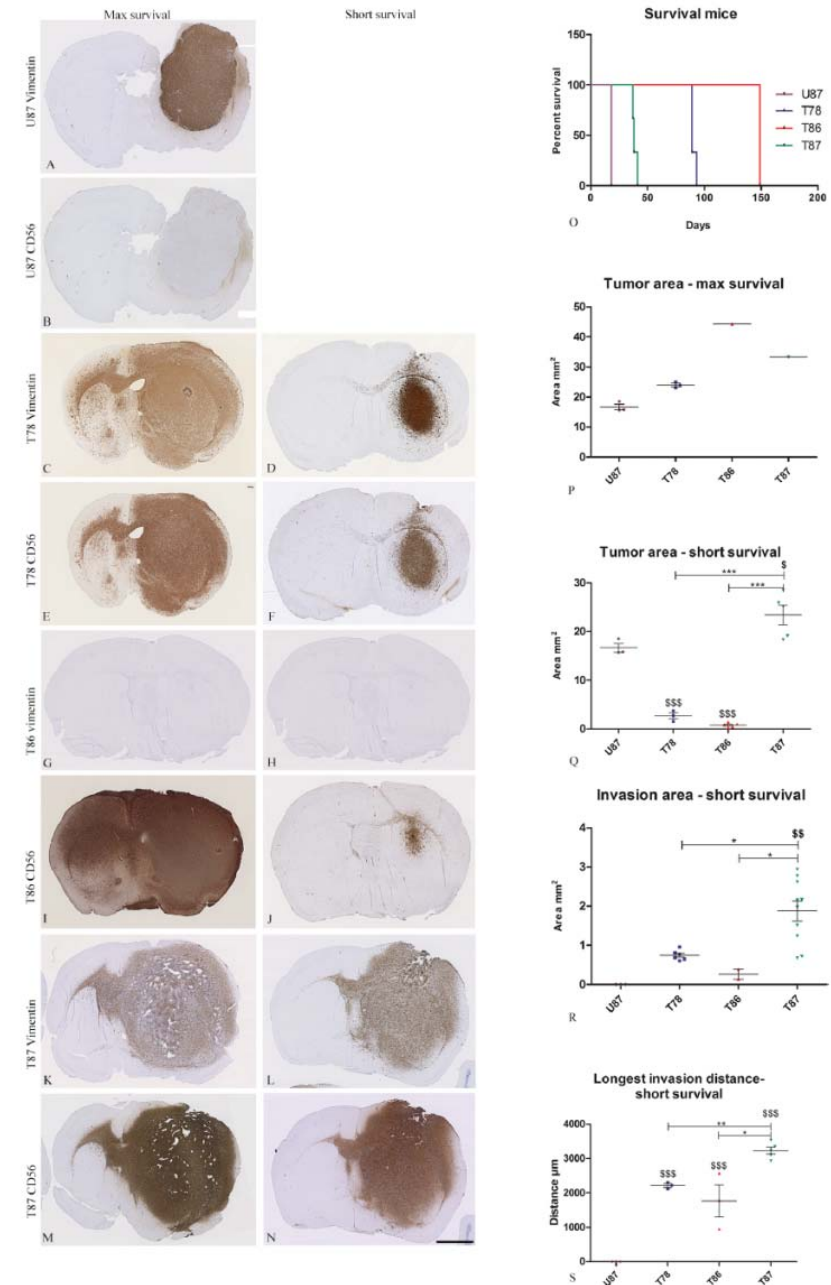 Max survival
Short survival
U87 Vimentin
A
U87 CD56
B
T78 Vimentin
C
D
T78 CD56
E
F
T86 vimentin
G
H
T86 CD56
I
J
T87 Vimentin
K
L
T87 CD56
M
N
Survival mice
Percent survival
150
100
50
0
0
50
100
150
200
Days
U87
T78
T86
T87
O
Tumor area - max survival
Area mm²
50
40
30
20
10
0
U87
T78
T86
T87
P
Tumor area - short survival
Area mm²
30
20
10
0
***
$
***
$$$
$$$
U87
T78
T86
T87
Q
Invasion area - short survival
Area mm²
4
3
2
1
0
*
$$
*
U87
T78
T86
T87
R
Longest invasion distance-
short survival
Distance µm
4000
3000
2000
1000
0
$$$
**
*
$$$
$$$
U87
T78
T86
T87
S